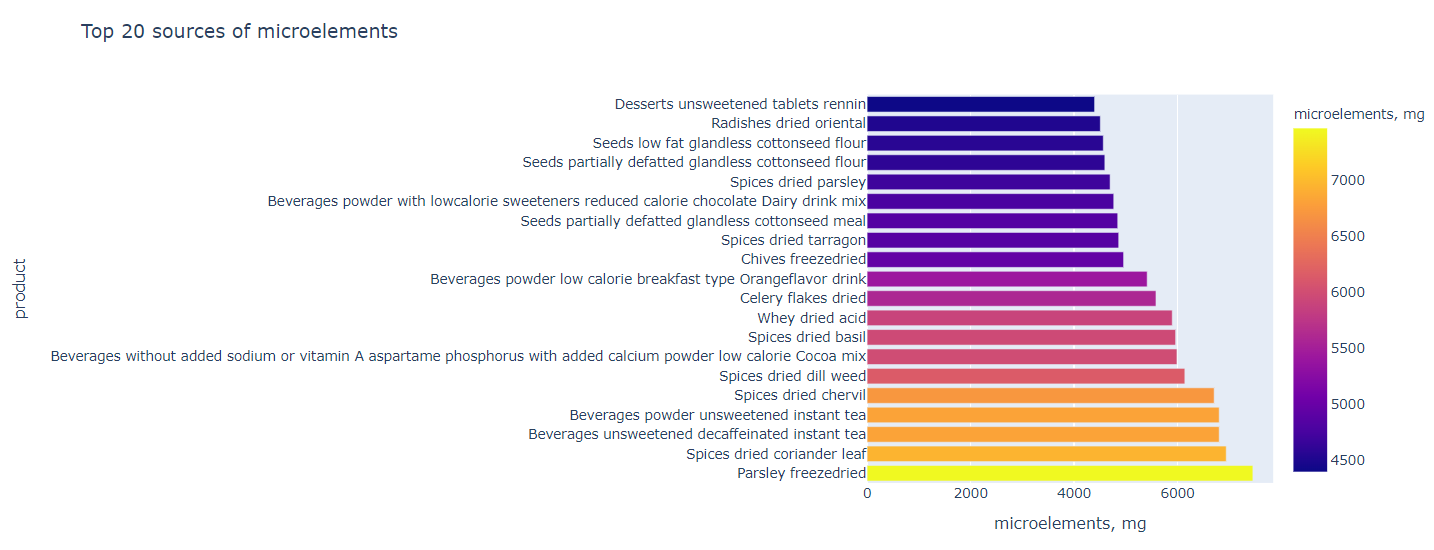 Top 20 sources of microelements
product
Desserts unsweetened tablets rennin
Radishes dried oriental
Seeds low fat glandless cottonseed flour
Seeds partially defatted glandless cottonseed flour
Spices dried parsley
Beverages powder with lowcalorie sweeteners reduced calorie chocolate Dairy drink mix
Seeds partially defatted glandless cottonseed meal
Spices dried tarragon
Chives freezedried
Beverages powder low calorie breakfast type Orangeflavor drink
Celery flakes dried
Whey dried acid
Spices dried basil
Beverages without added sodium or vitamin A aspartame phosphorus with added calcium powder low calorie Cocoa mix
Spices dried dill weed
Spices dried chervil
Beverages powder unsweetened instant tea
Beverages unsweetened decaffeinated instant tea
Spices dried coriander leaf
Parsley freezedried
0 2000 4000 6000
microelements, mg
microelements, mg
7000
6500
6000
5500
5000
4500